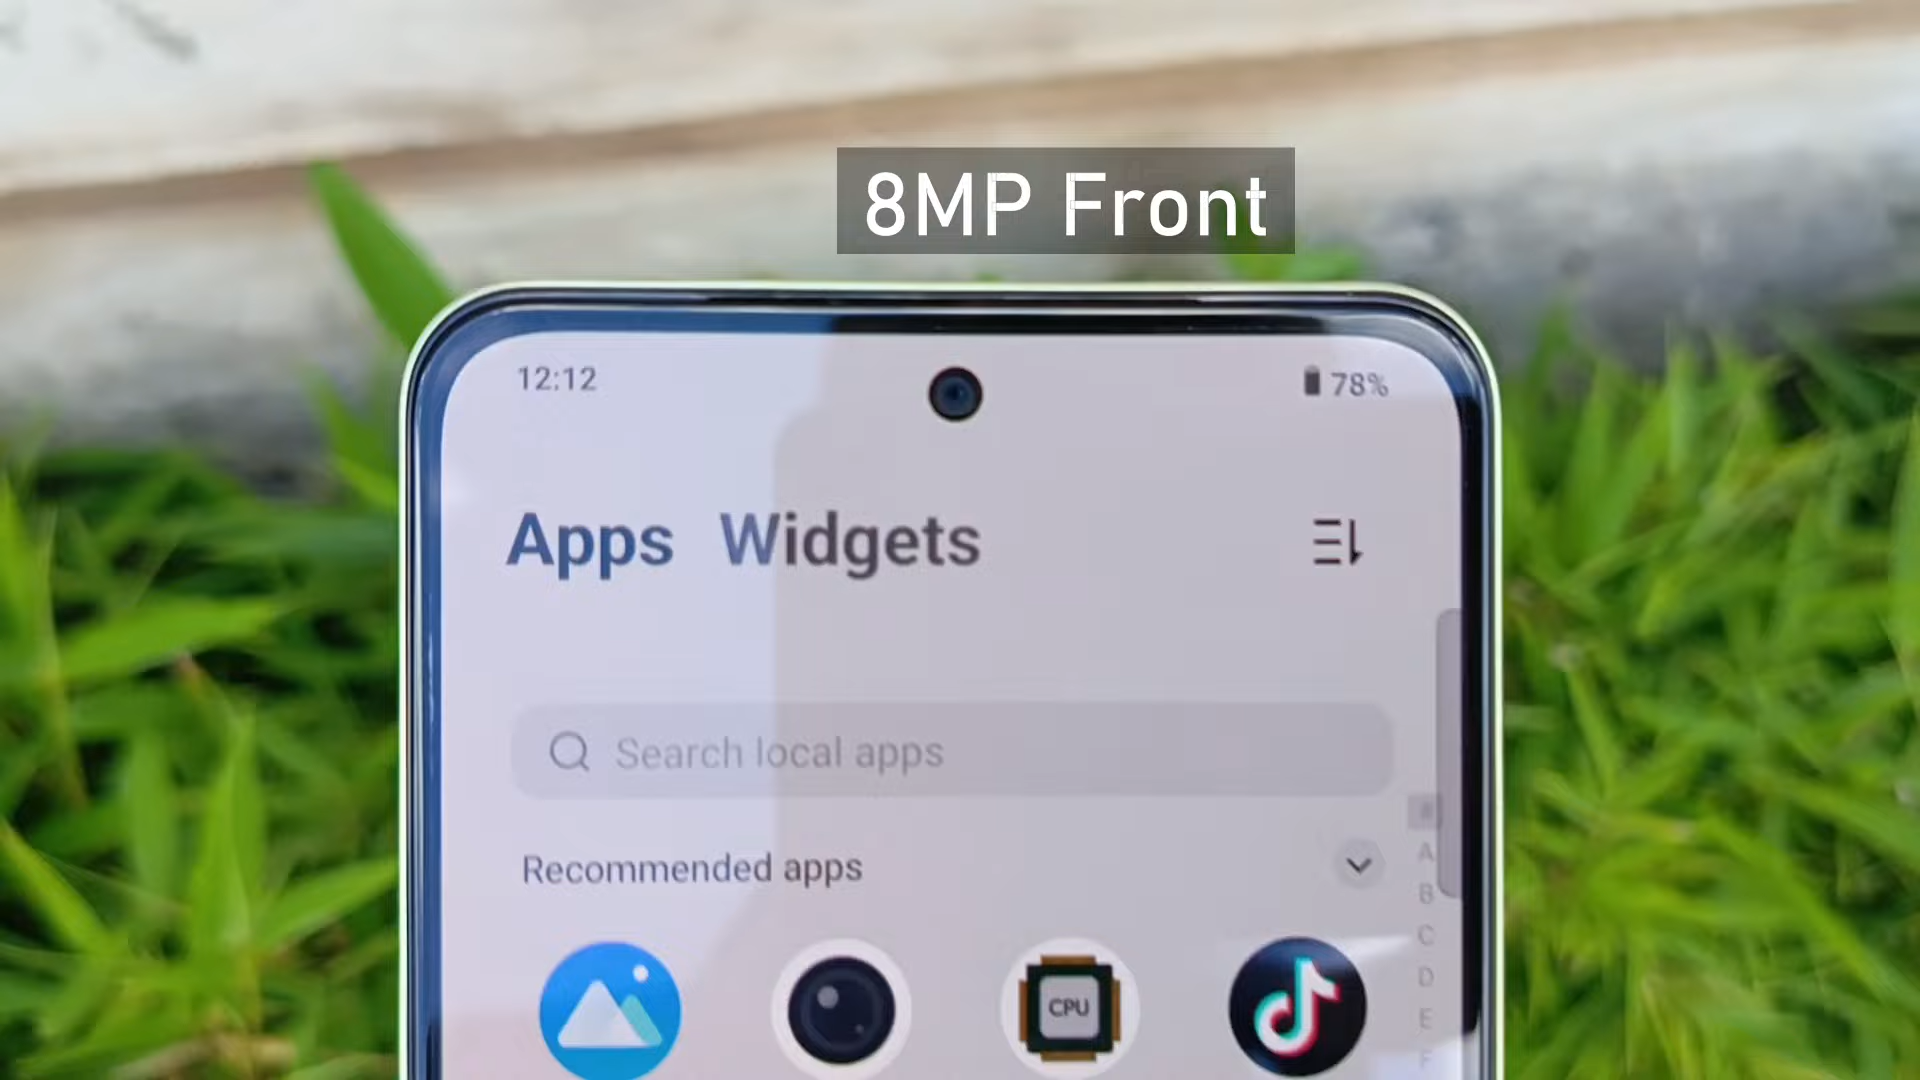 8MP Front
12:12
78%
Apps Widgets
Search local apps
Recommended apps
A
B
C
D
E
F
CPU